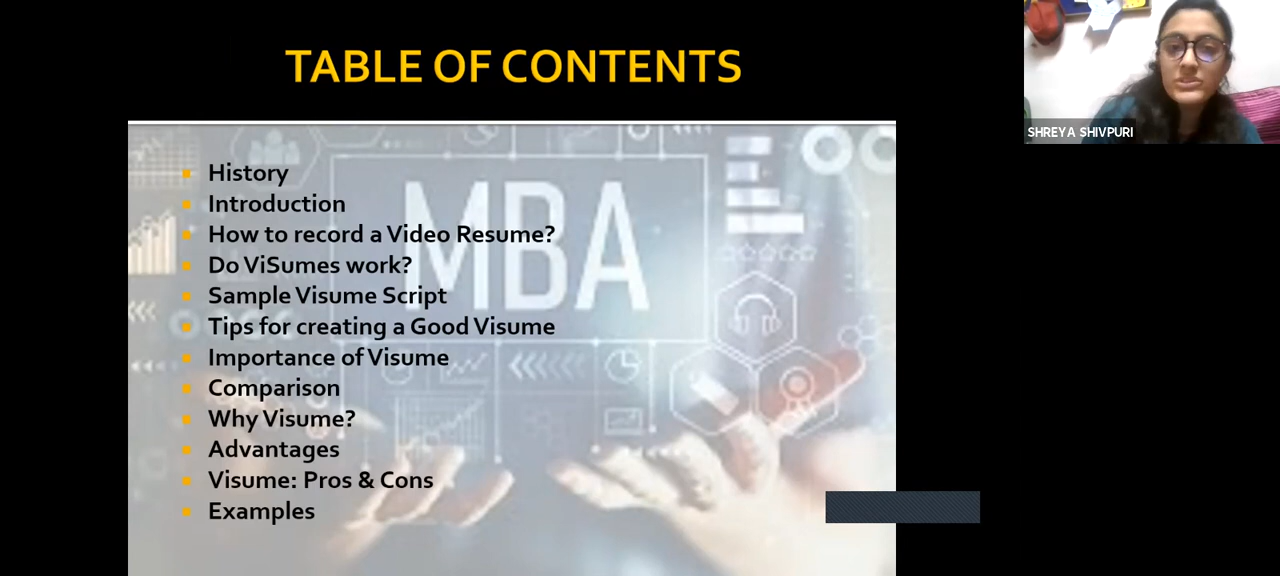 TABLE OF CONTENTS
SHREYA SHIVPURI
MBA
History
Introduction
How to record a Video Resume?
Do ViSumes work?
Sample Visume Script
Tips for creating a Good Visume
Importance of Visume
Comparison
Why Visume?
Advantages
Visume: Pros & Cons
Examples